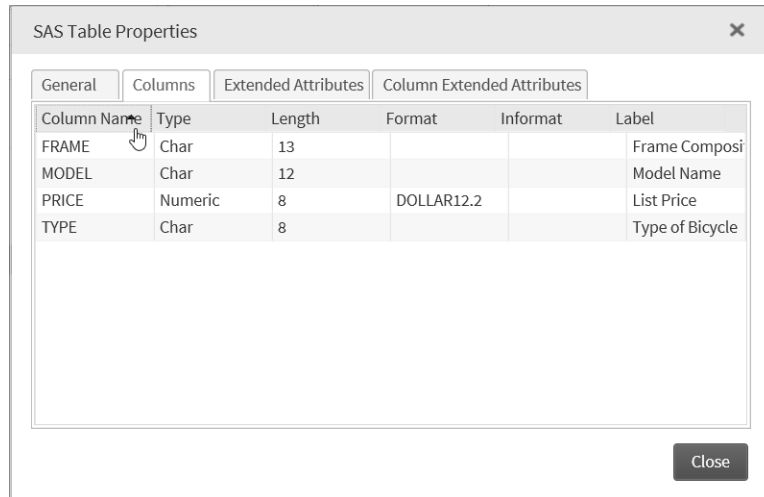 SAS Table Properties
General Columns Extended Attributes Column Extended Attributes
Column Name Type Length Format Informat Label
FRAME Char 13 Frame Composi
MODEL Char 12 Model Name
PRICE Numeric 8 DOLLAR12.2 List Price
TYPE Char 8 Type of Bicycle
Close